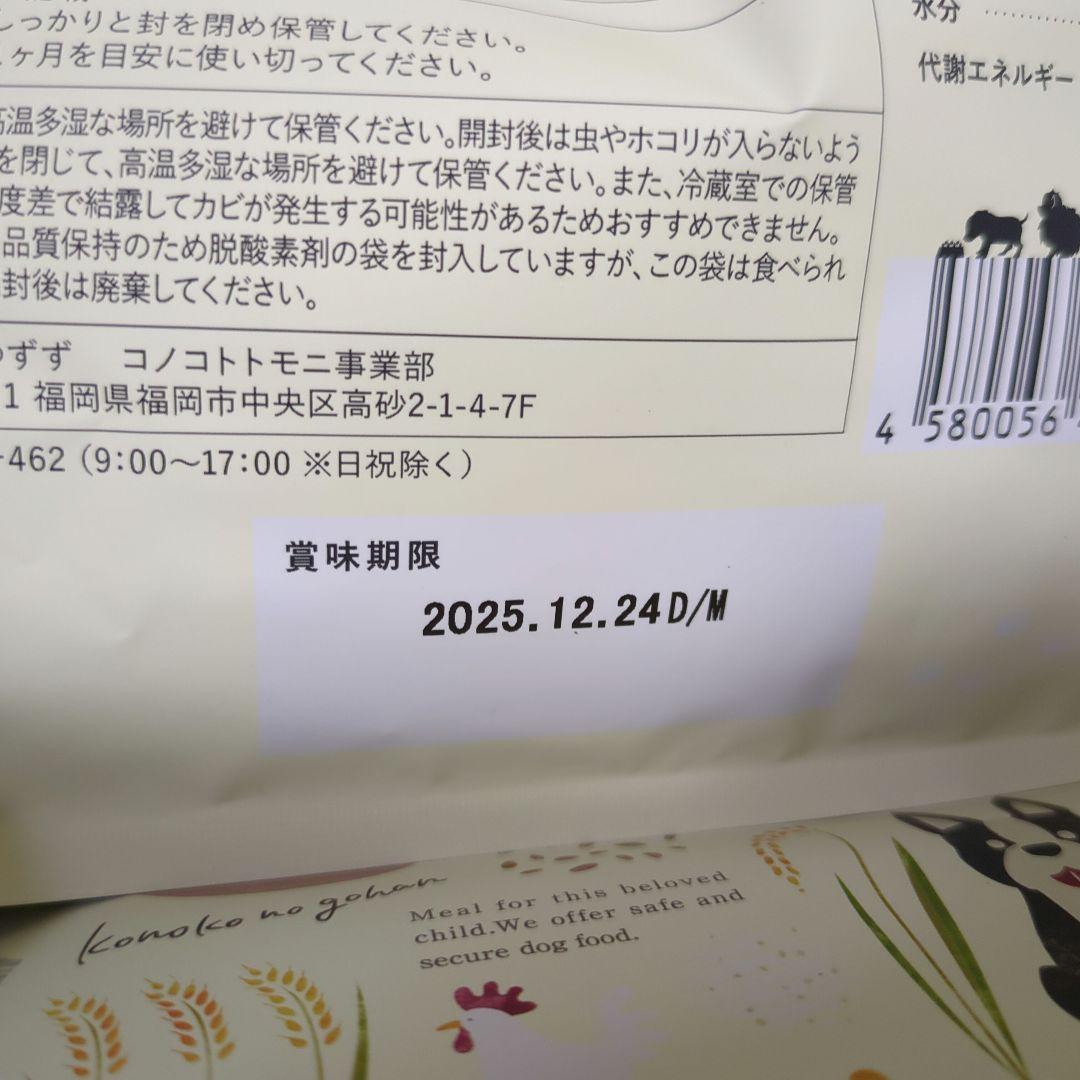 しっかりと封を閉め保管してください。
ヶ月を目安に使い切ってください。
高温多湿な場所を避けて保管ください。開封後は虫やホコリが入らないよう
を閉じて、高温多湿な場所を避けて保管ください。また、冷蔵室での保管
度差で結露してカビが発生する可能性があるためおすすめできません。
品質保持のため脱酸素剤の袋を封入していますが、この袋は食べられ
封後は廃棄してください。
ずず コノコトトモニ事業部
1 福岡県福岡市中央区高砂2-1-4-7F
-462（9:00～17:00 ※日祝除く）
水分
代謝エネルギー
4 580056
賞味期限
2025.12.24D/M
konoko no gohan
Meal for this beloved
child.We offer safe and
secure dog food.